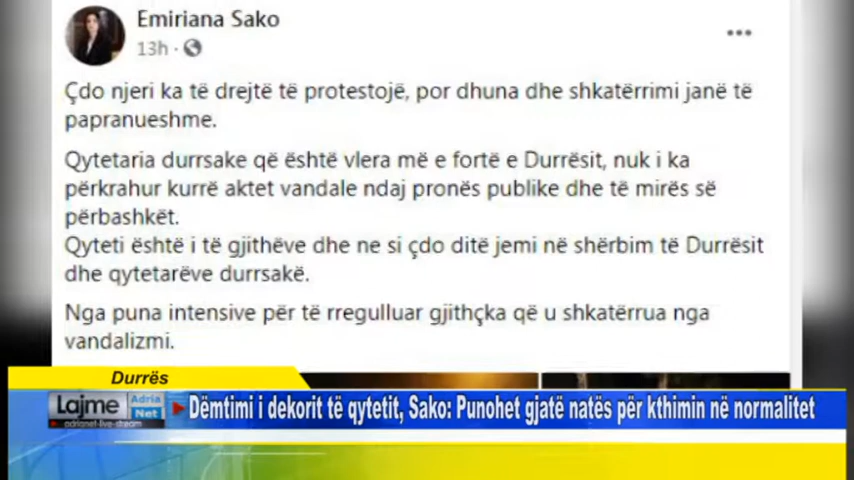 Emiriana Sako
13h ·
Çdo njeri ka të drejtë të protestojë, por dhuna dhe shkatërrimi janë të
papranueshme.
Qytetaria durrsake që është vlera më e fortë e Durrësit, nuk i ka
përkrahur kurrë aktet vandale ndaj pronës publike dhe të mirës së
përbashkët.
Qyteti është i të gjithëve dhe ne si çdo ditë jemi në shërbim të Durrësit
dhe qytetarëve durrsakë.
Nga puna intensive për të rregulluar gjithçka që u shkatërrua nga
vandalizmi.
Durrës
Lajme Adria Net
adrianet-live-stream
Dëmtimi i dekorit të qytetit, Sako: Punohet gjatë natës për kthimin në normalitet